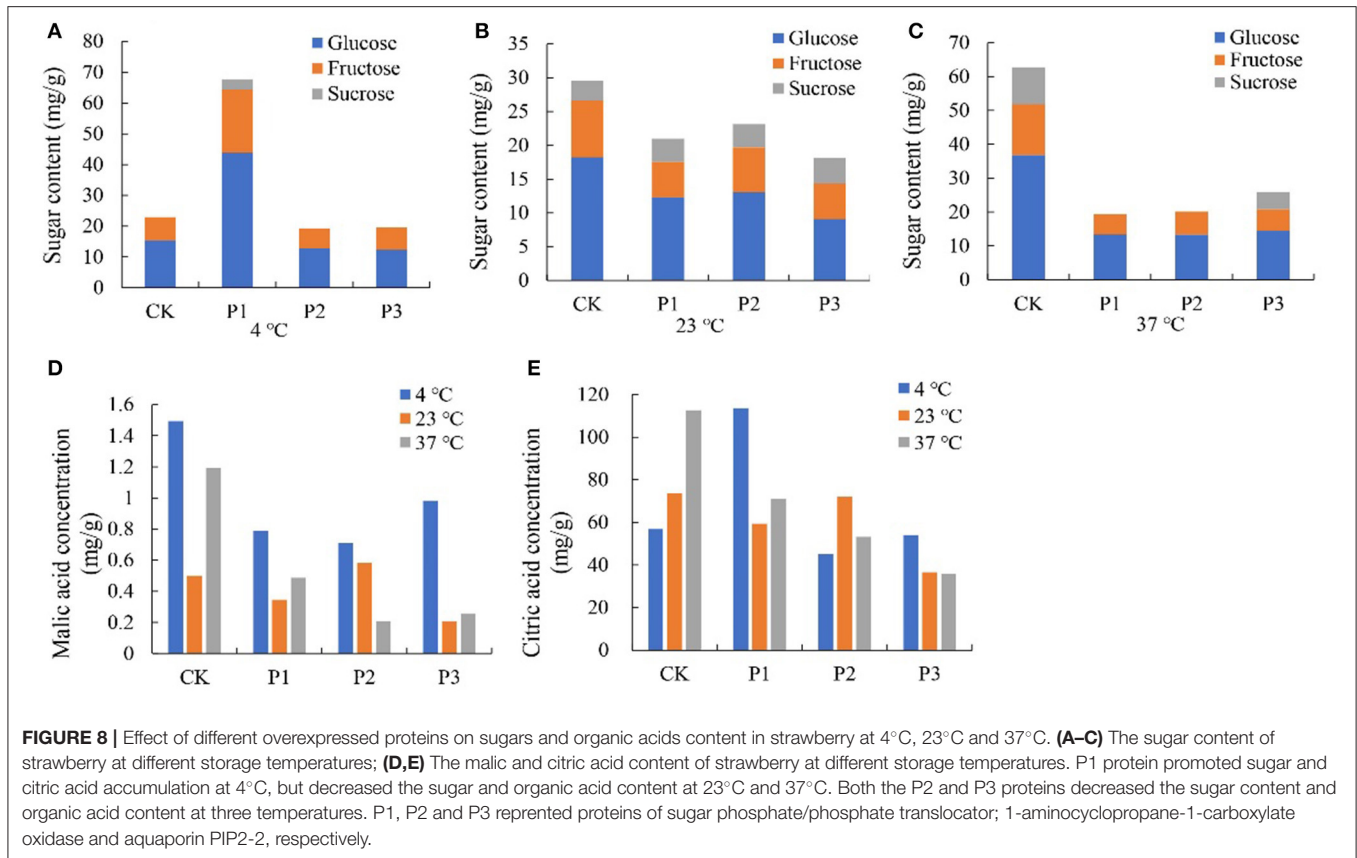 A
80
70
60
50
40
30
20
10
0
Sugar content (mg/g)
Glucose
Fructose
Sucrose
CK P1 P2 P3
4 °C
B
35
30
25
20
15
10
5
0
Sugar content (mg/g)
Glucose
Fructose
Sucrose
CK P1 P2 P3
23 °C
C
70
60
50
40
30
20
10
0
Sugar content (mg/g)
Glucose
Fructose
Sucrose
CK P1 P2 P3
37 °C
D
1.6
1.4
1.2
1
0.8
0.6
0.4
0.2
0
Malic acid concentration
(mg/g)
4 °C
23 °C
37 °C
CK P1 P2 P3
E
120
100
80
60
40
20
0
Citric acid concentration
(mg/g)
4 °C
23 °C
37 °C
CK P1 P2 P3
FIGURE 8 | Effect of different overexpressed proteins on sugars and organic acids content in strawberry at 4°C, 23°C and 37°C. (A–C) The sugar content of
strawberry at different storage temperatures; (D,E) The malic and citric acid content of strawberry at different storage temperatures. P1 protein promoted sugar and
citric acid accumulation at 4°C, but decreased the sugar and organic acid content at 23°C and 37°C. Both the P2 and P3 proteins decreased the sugar content and
organic acid content at three temperatures. P1, P2 and P3 reprented proteins of sugar phosphate/phosphate translocator; 1-aminocyclopropane-1-carboxylate
oxidase and aquaporin PIP2-2, respectively.